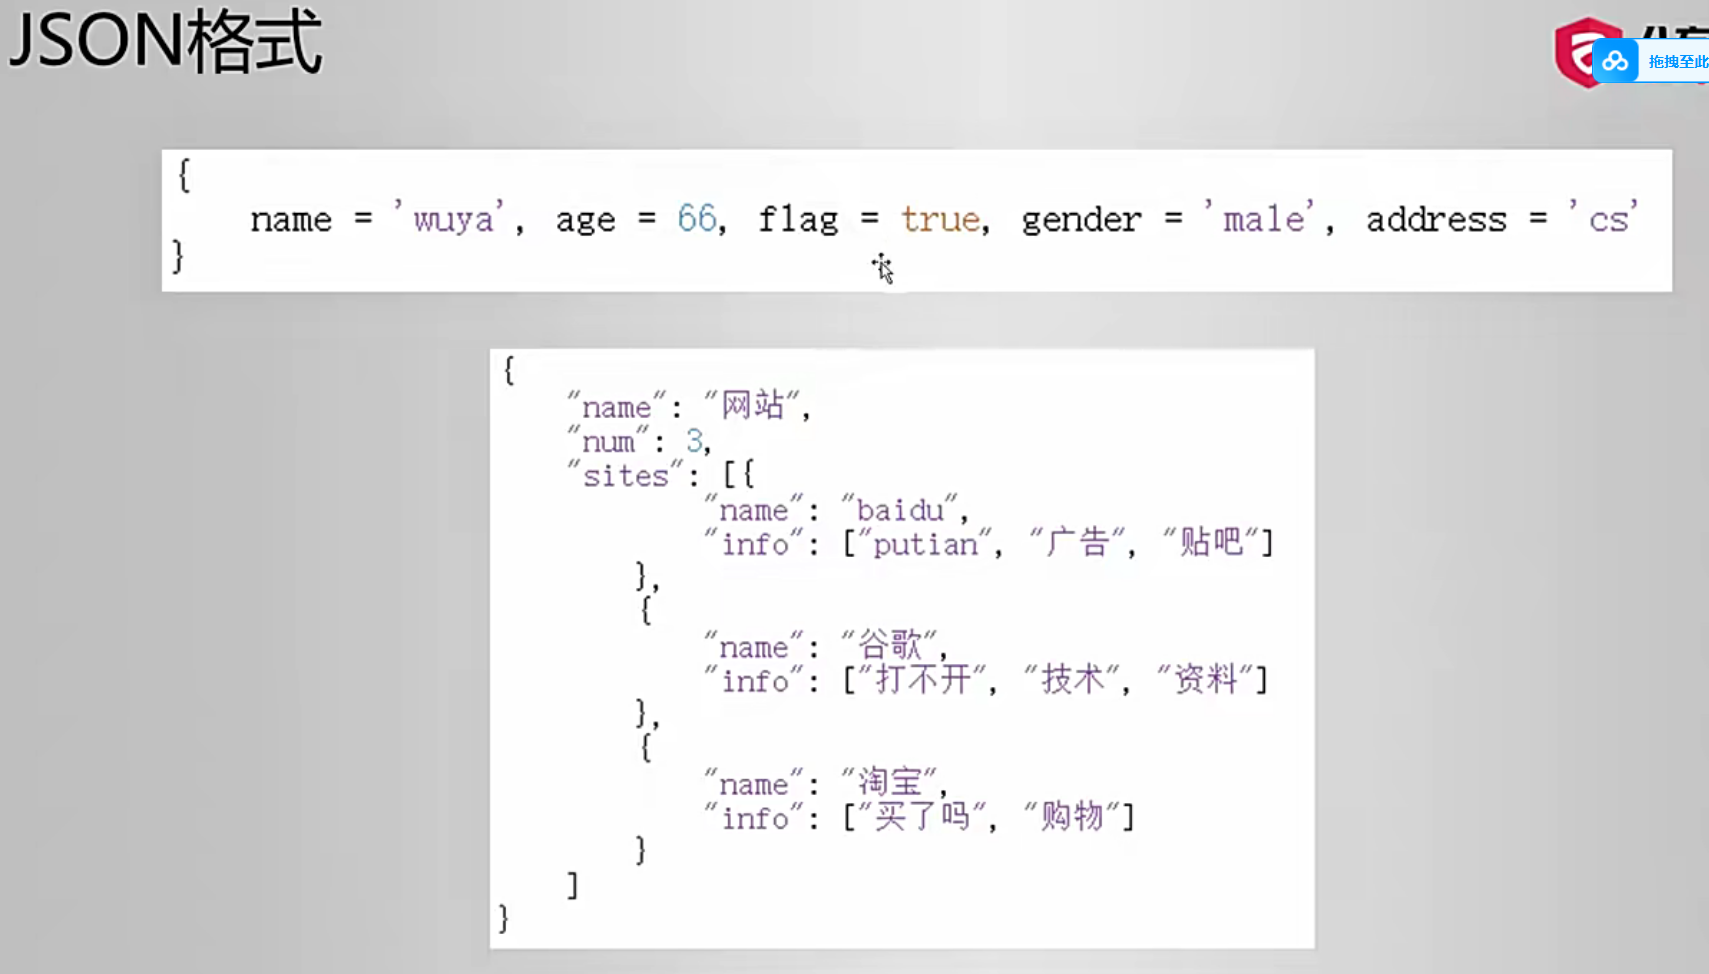 JSON格式
拖拽至此
{
name = 'wuya', age = 66, flag = true, gender = 'male', address = 'cs'
}
{
"name": "网站",
"num": 3,
"sites": [{
"name": "baidu",
"info": ["putian", "广告", "贴吧"]
},
{
"name": "谷歌",
"info": ["打不开", "技术", "资料"]
},
{
"name": "淘宝",
"info": ["买了吗", "购物"]
}
]
}